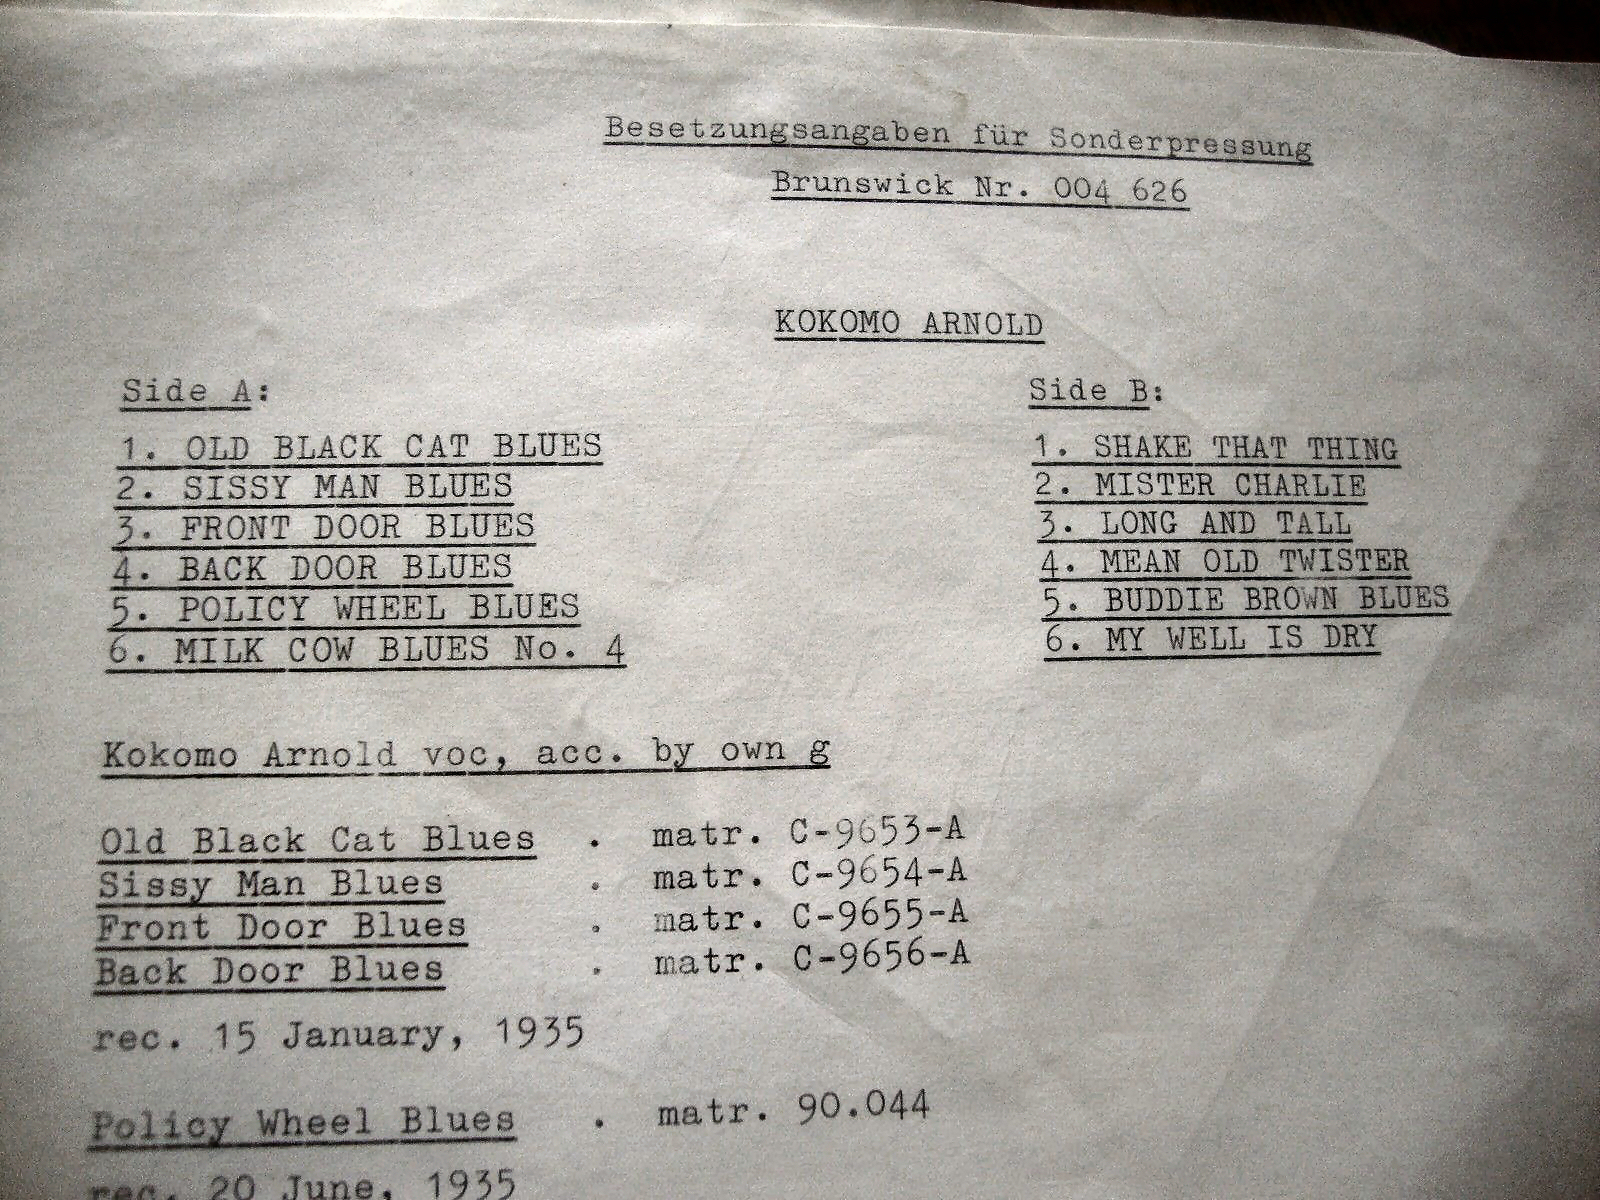 Besetzungsangaben für Sonderpressung
Brunswick Nr. 004 626
KOKOMO ARNOLD
Side A:
1. OLD BLACK CAT BLUES
2. SISSY MAN BLUES
3. FRONT DOOR BLUES
4. BACK DOOR BLUES
5. POLICY WHEEL BLUES
6. MILK COW BLUES No. 4
Side B:
1. SHAKE THAT THING
2. MISTER CHARLIE
3. LONG AND TALL
4. MEAN OLD TWISTER
5. BUDDIE BROWN BLUES
6. MY WELL IS DRY
Kokomo Arnold voc, acc. by own g
Old Black Cat Blues . matr. C-9653-A
Sissy Man Blues . matr. C-9654-A
Front Door Blues . matr. C-9655-A
Back Door Blues . matr. C-9656-A
rec. 15 January, 1935
Policy Wheel Blues . matr. 90.044
rec. 20 June, 1935